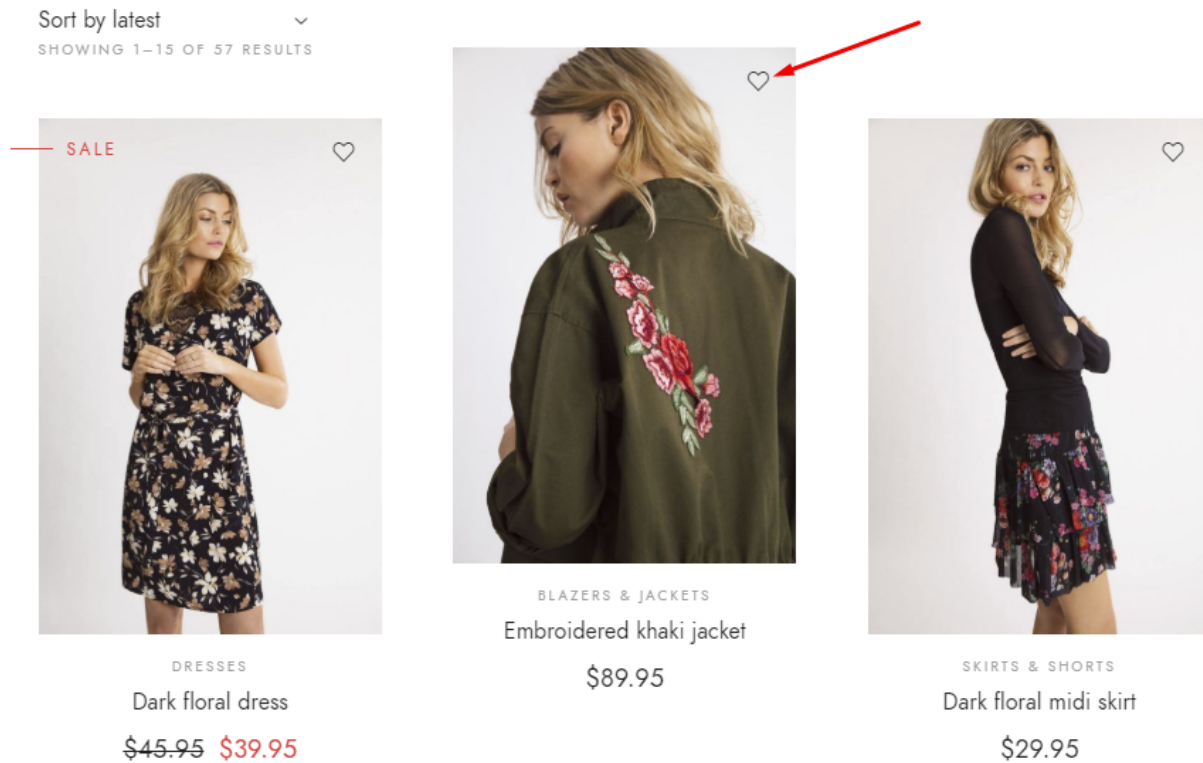 Sort by latest
SHOWING 1–15 OF 57 RESULTS
SALE
DRESSES
Dark floral dress
$45.95 $39.95
BLAZERS & JACKETS
Embroidered khaki jacket
$89.95
SKIRTS & SHORTS
Dark floral midi skirt
$29.95